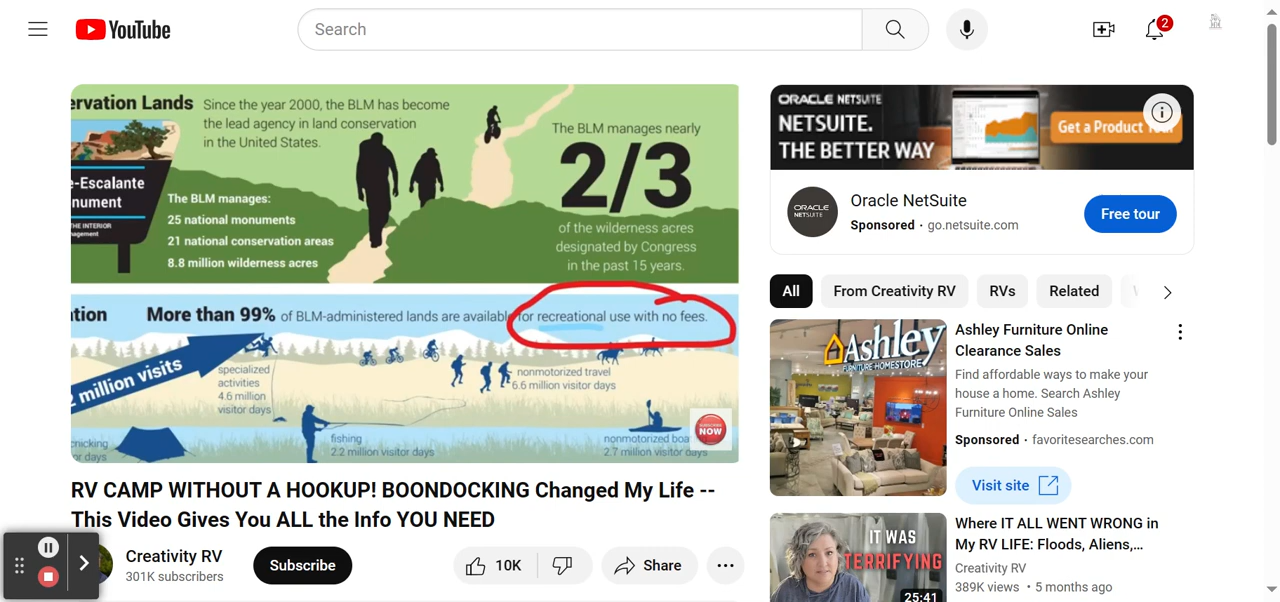 YouTube
Search
2
ervation Lands
Since the year 2000, the BLM has become
the lead agency in land conservation
in the United States.
e-Escalante
nument
THE INTERIOR
nagement
The BLM manages:
25 national monuments
21 national conservation areas
8.8 million wilderness acres
The BLM manages nearly
2/3
of the wilderness acres
designated by Congress
in the past 15 years.
ation
More than 99% of BLM-administered lands are available for recreational use with no fees.
million visits
specialized
activities
4.6 million
visitor days
nonmotorized travel
6.6 million visitor days
fishing
2.2 million visitor days
nonmotorized boa
2.7 million visitor days
cnicking
or days
SUBSCRIBE
NOW
RV CAMP WITHOUT A HOOKUP! BOONDOCKING Changed My Life --
This Video Gives You ALL the Info YOU NEED
Creativity RV
301K subscribers
Subscribe
10K
Share
ORACLE NETSUITE
NETSUITE.
THE BETTER WAY
Get a Product Tour
ORACLE
NETSUITE
Oracle NetSuite
Sponsored · go.netsuite.com
Free tour
All
From Creativity RV
RVs
Related
Ashley
FURNITURE HOMESTORE
Ashley Furniture Online
Clearance Sales
Find affordable ways to make your
house a home. Search Ashley
Furniture Online Sales
Sponsored · favoritesearches.com
Visit site
IT WAS
TERRIFYING
25:41
Where IT ALL WENT WRONG in
My RV LIFE: Floods, Aliens,...
Creativity RV
389K views · 5 months ago